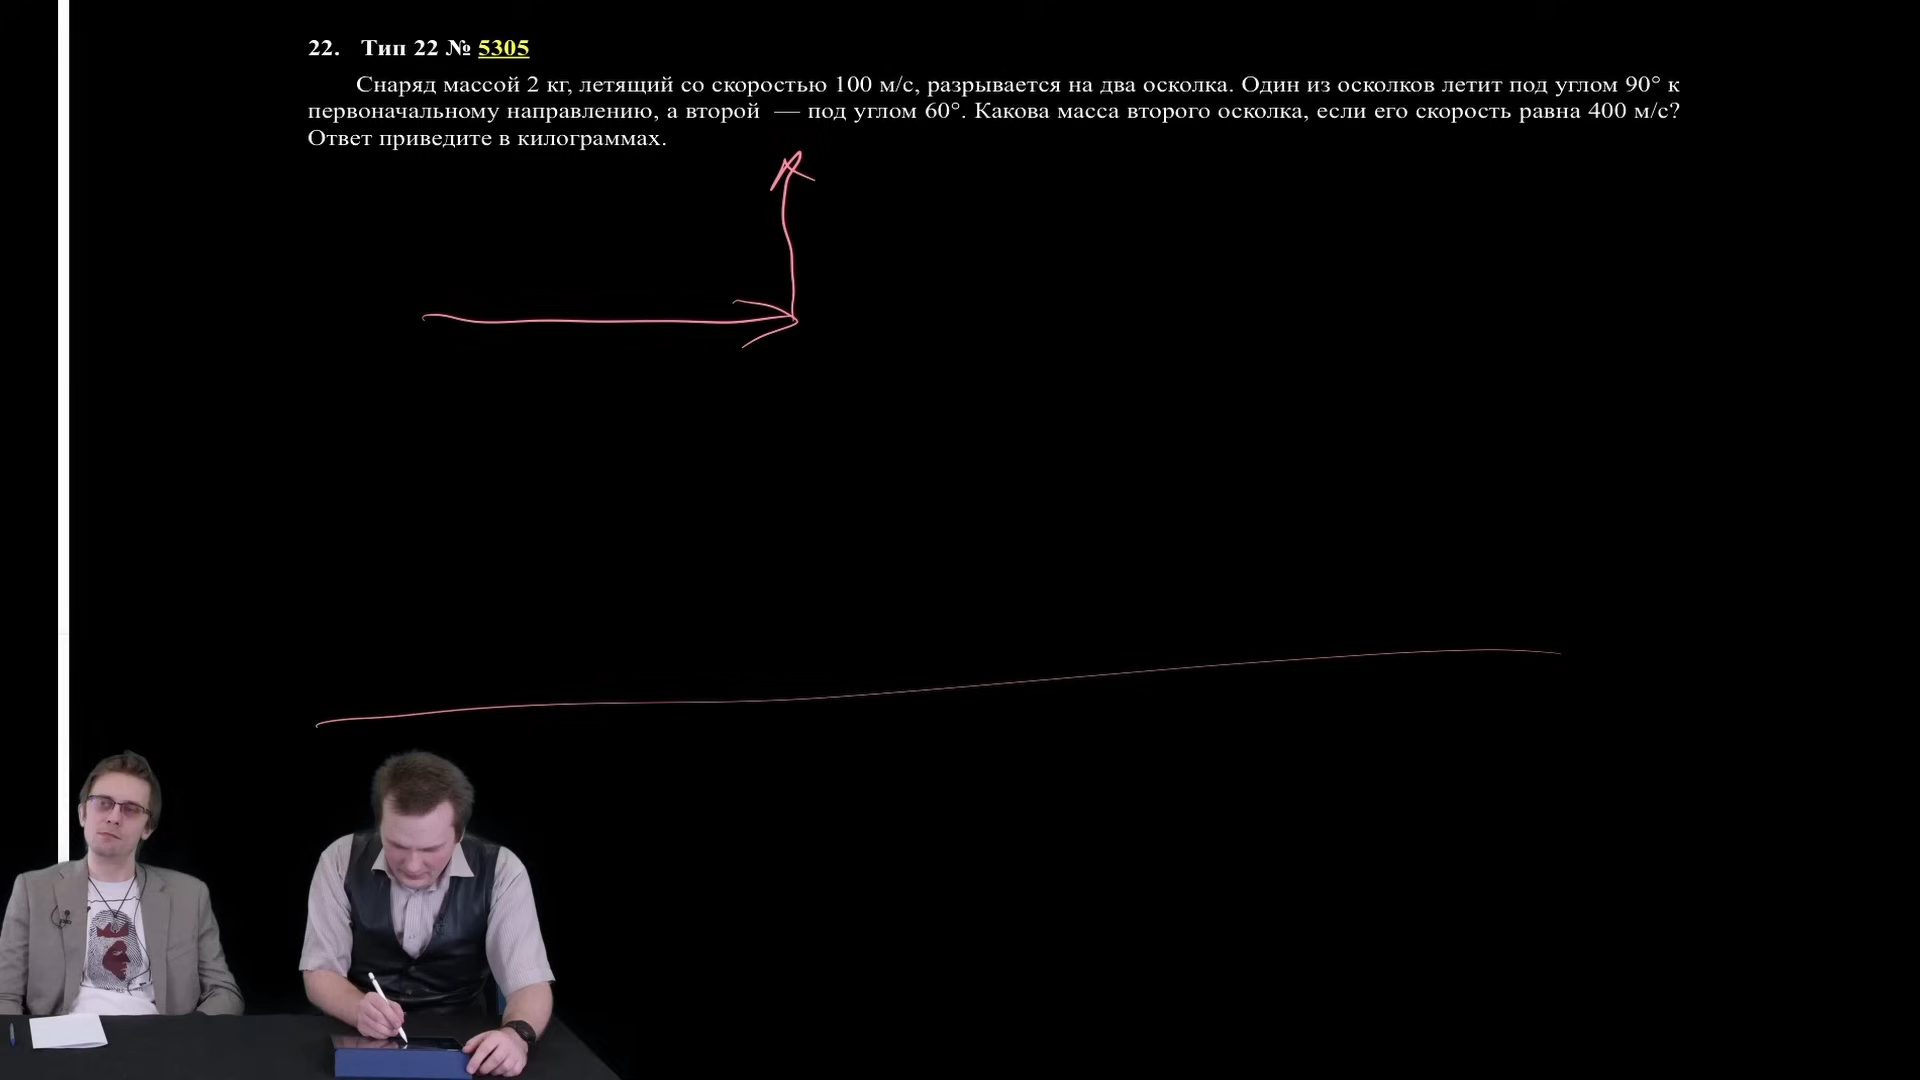 22. Тип 22 № 5305
Снаряд массой 2 кг, летящий со скоростью 100 м/с, разрывается на два осколка. Один из осколков летит под углом 90° к
первоначальному направлению, а второй — под углом 60°. Какова масса второго осколка, если его скорость равна 400 м/с?
Ответ приведите в килограммах.